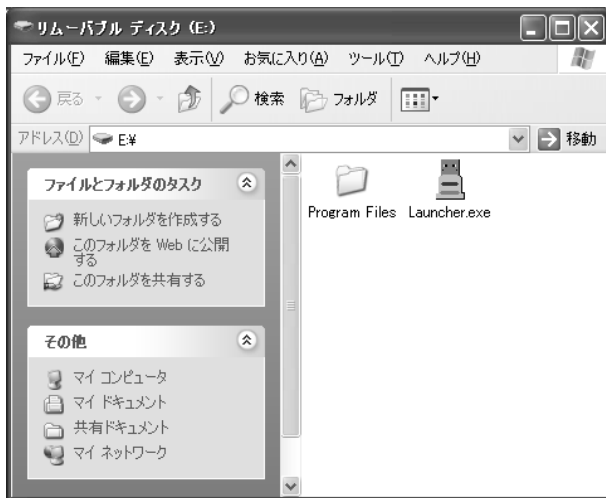 リムーバブル ディスク (E:)
ファイル(F) 編集(E) 表示(V) お気に入り(A) ツール(T) ヘルプ(H)
戻る 検索 フォルダ
アドレス(D) E:¥ 移動
ファイルとフォルダのタスク
新しいフォルダを作成する
このフォルダを Web に公開
する
このフォルダを共有する
その他
マイ コンピュータ
マイ ドキュメント
共有ドキュメント
マイ ネットワーク
Program Files Launcher.exe